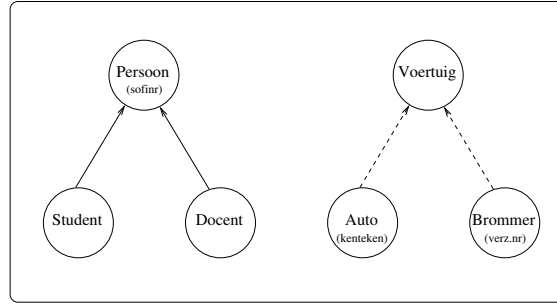 Persoon
(sofinr)
Voertuig
Student
Docent
Auto
(kenteken)
Brommer
(verz.nr)